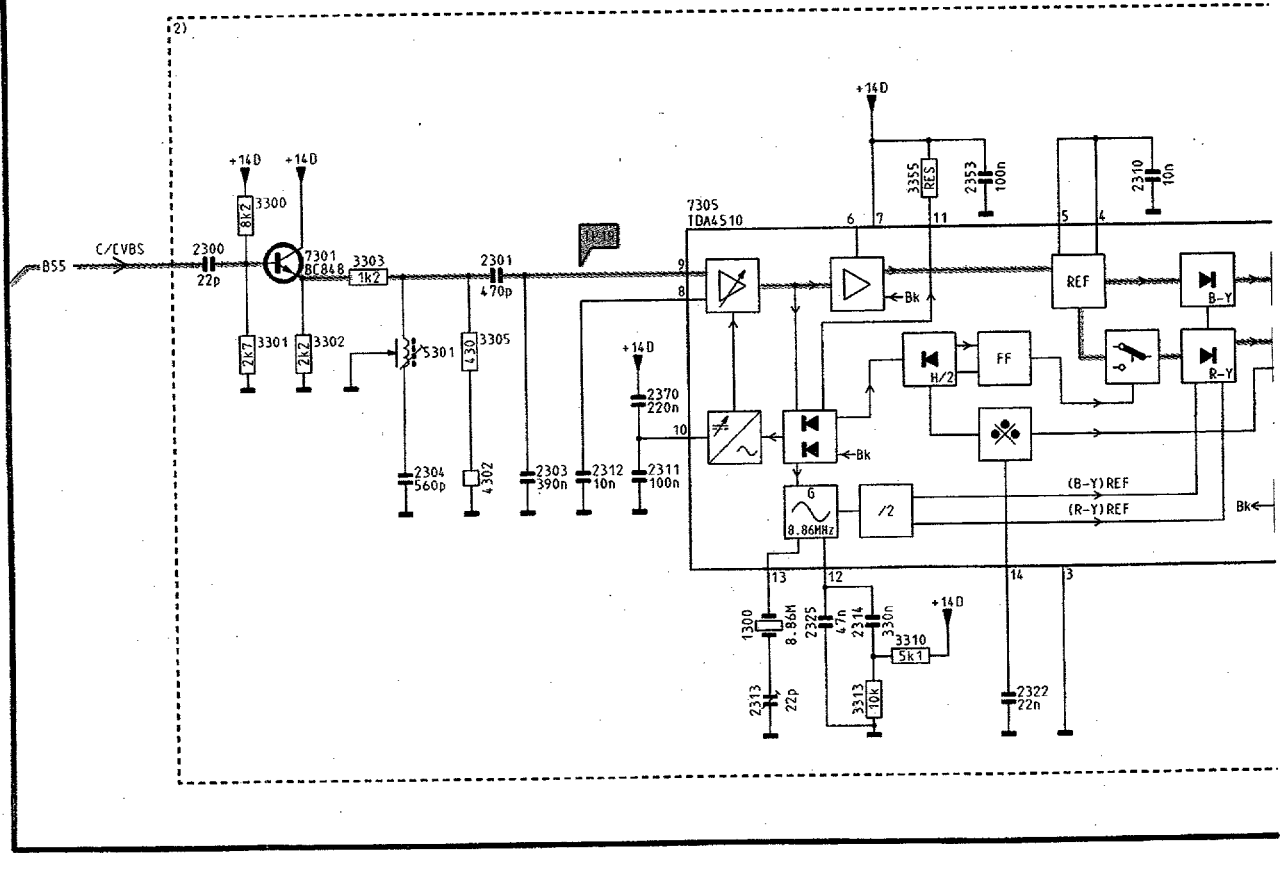 2)
+14D
+14D
+14D
3300
8k2
C/CVBS
B55
2300
22p
7301
BC848
3303
1k2
2301
470p
3301
2k7
3302
2k2
S301
3305
430
2304
560p
4302
2303
390n
2312
10n
+14D
2370
220n
2311
100n
7305
TDA4510
3355
RES
2353
100n
2310
10n
6
7
11
5
4
9
8
10
Bk
REF
B-Y
R-Y
H/2
FF
Bk
G
8.86MHz
/2
(B-Y)REF
(R-Y)REF
Bk
13
12
14
3
1300
8.86M
2325
47n
2314
330n
+14D
3310
5k1
2313
22p
3313
10k
2322
22n